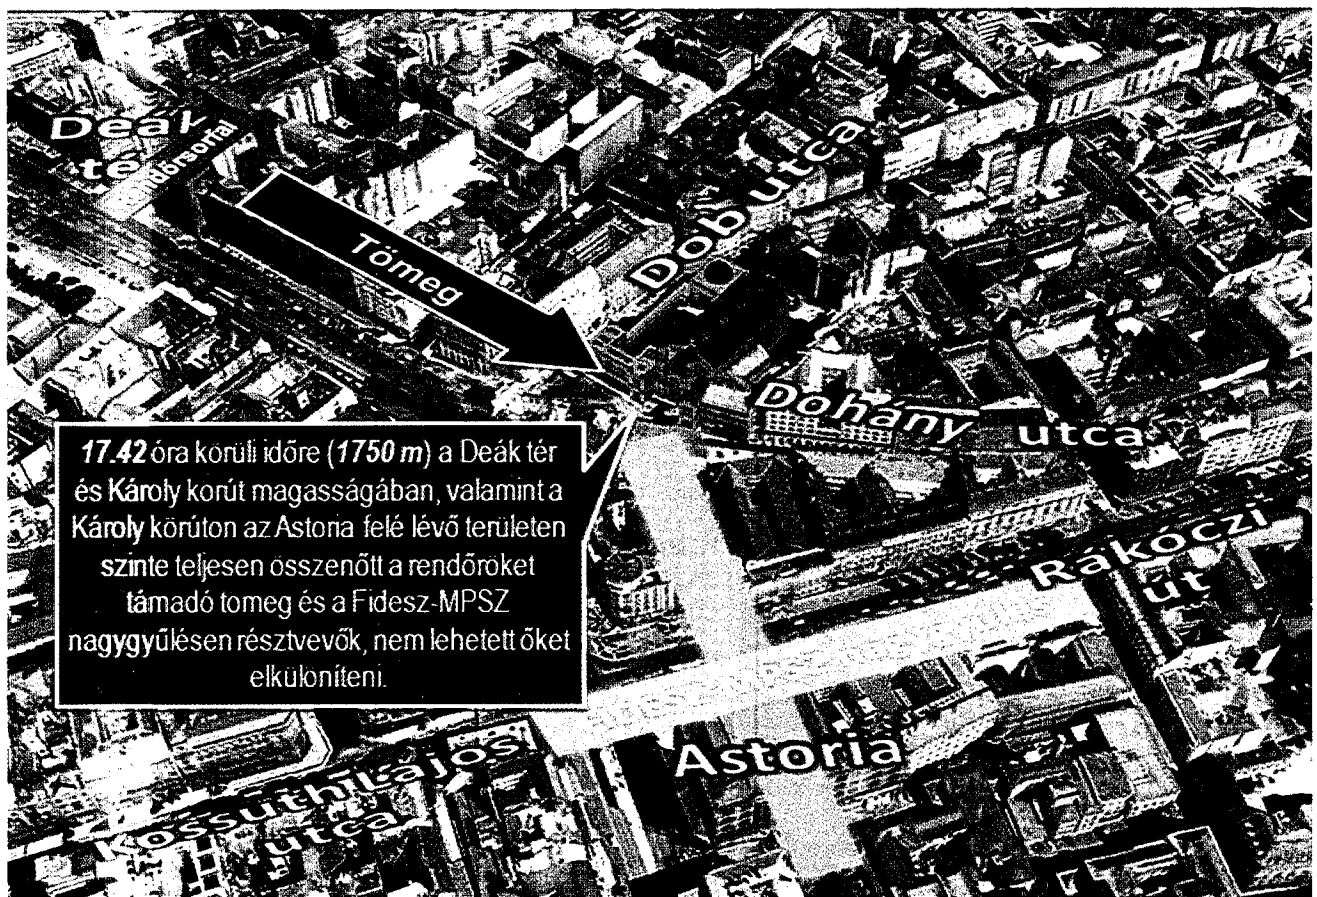 Deák
tér
Tömeg
Dob utca
Dohány utca
17.42 óra körüli időre (1750 m) a Deák tér
és Károly korút magasságában, valamint a
Károly körúton az Astoria felé lévő területen
szinte teljesen összenőtt a rendőröket
támadó tomeg és a Fidesz-MPSZ
nagygyűlésen résztvevők, nem lehetett őket
elkülöníteni.
Rákóczi
út
Astoria
Kossuth Lajos
utca